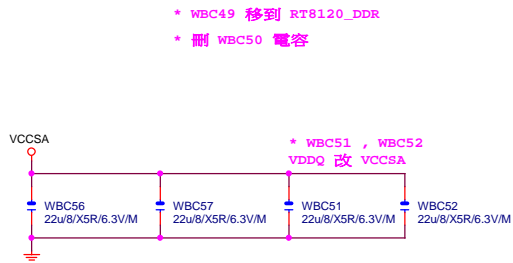 * WBC49 移到 RT8120_DDR
* 刪 WBC50 電容
VCCSA
* WBC51 , WBC52
VDDQ 改 VCCSA
WBC56
22u/8/X5R/6.3V/M
WBC57
22u/8/X5R/6.3V/M
WBC51
22u/8/X5R/6.3V/M
WBC52
22u/8/X5R/6.3V/M